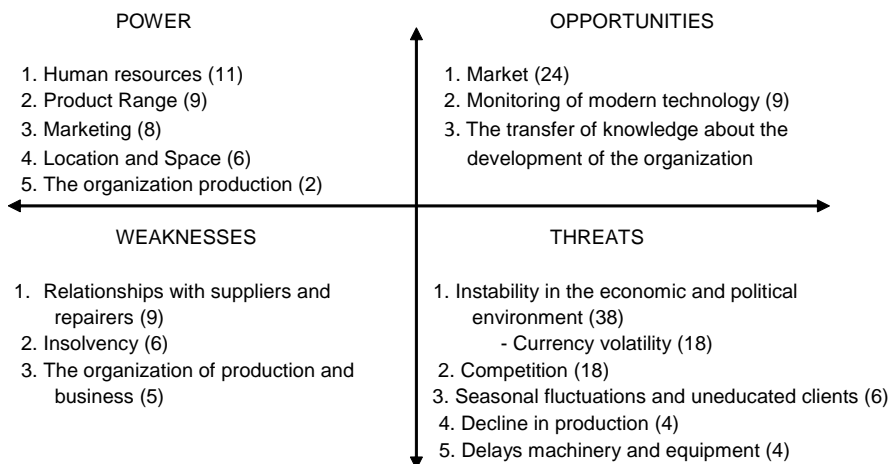 POWER
1. Human resources (11)
2. Product Range (9)
3. Marketing (8)
4. Location and Space (6)
5. The organization production (2)
OPPORTUNITIES
1. Market (24)
2. Monitoring of modern technology (9)
3. The transfer of knowledge about the
development of the organization
WEAKNESSES
1. Relationships with suppliers and
repairers (9)
2. Insolvency (6)
3. The organization of production and
business (5)
THREATS
1. Instability in the economic and political
environment (38)
- Currency volatility (18)
2. Competition (18)
3. Seasonal fluctuations and uneducated clients (6)
4. Decline in production (4)
5. Delays machinery and equipment (4)